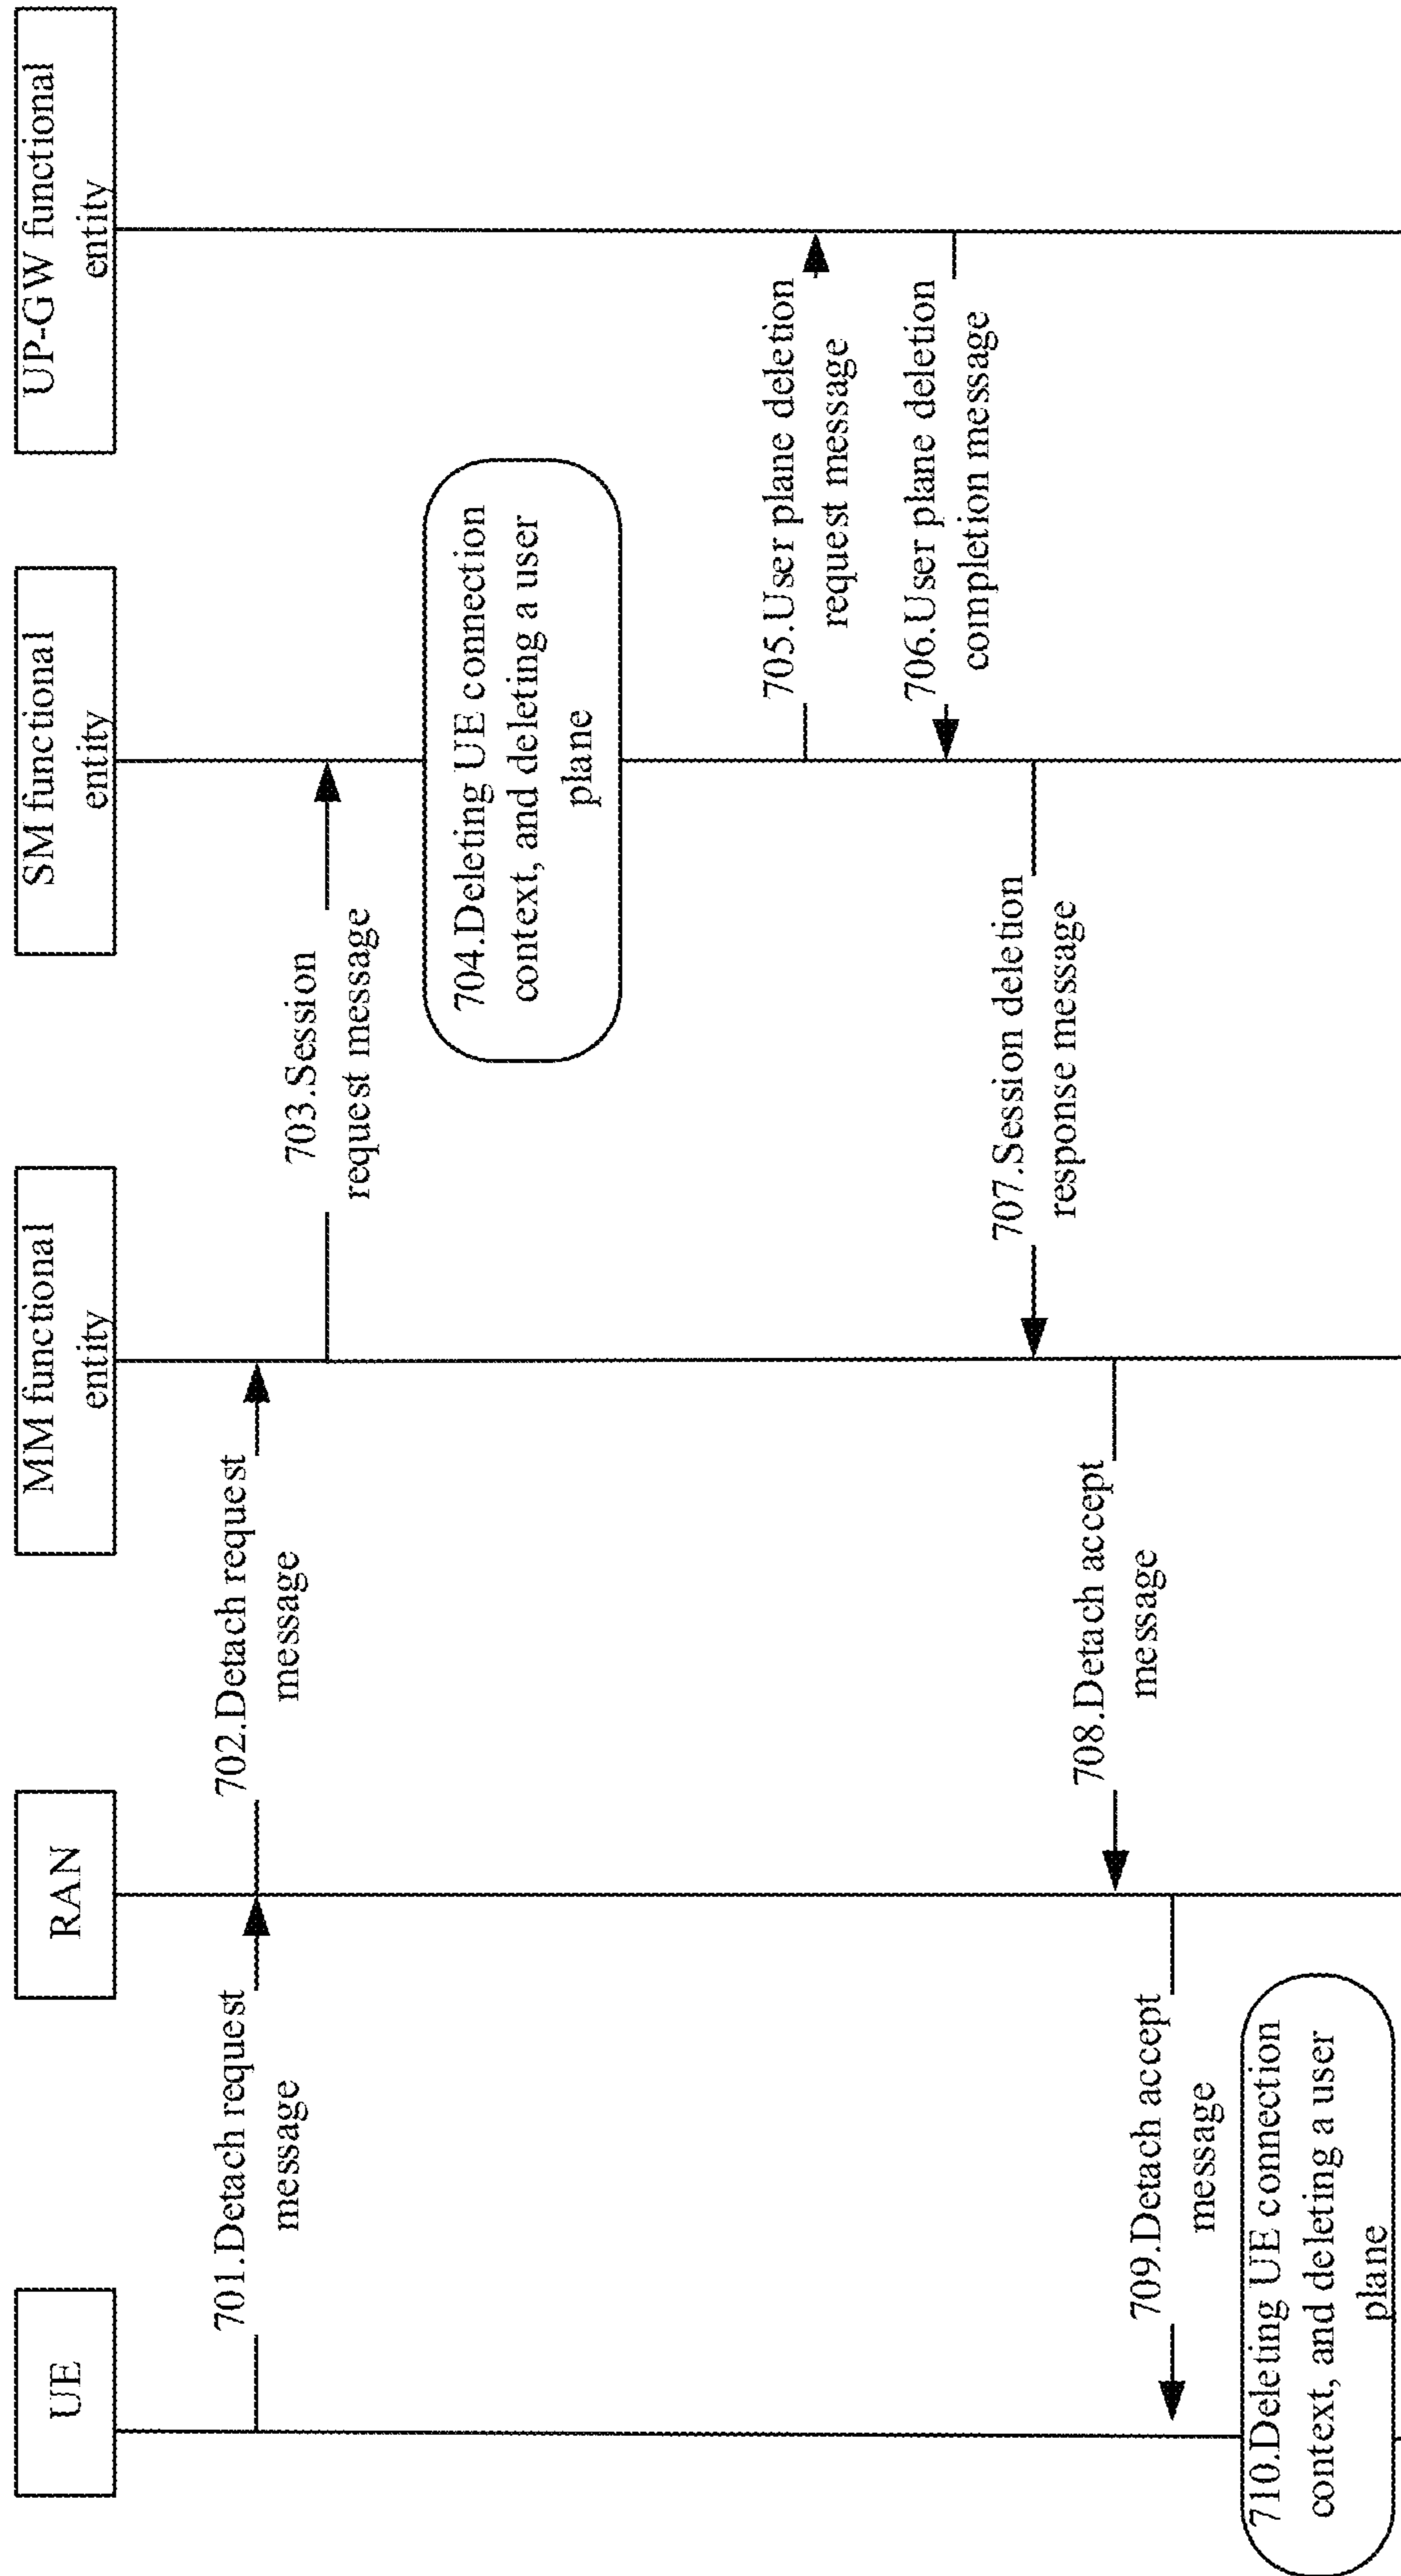 UE
RAN
MM functional
entity
SM functional
entity
UP-GW functional
entity
701.Detach request
message
702.Detach request
message
703.Session
request message
704.Deleting UE connection
context, and deleting a user
plane
705.User plane deletion
request message
706.User plane deletion
completion message
707.Session deletion
response message
708.Detach accept
message
709.Detach accept
message
710.Deleting UE connection
context, and deleting a user
plane